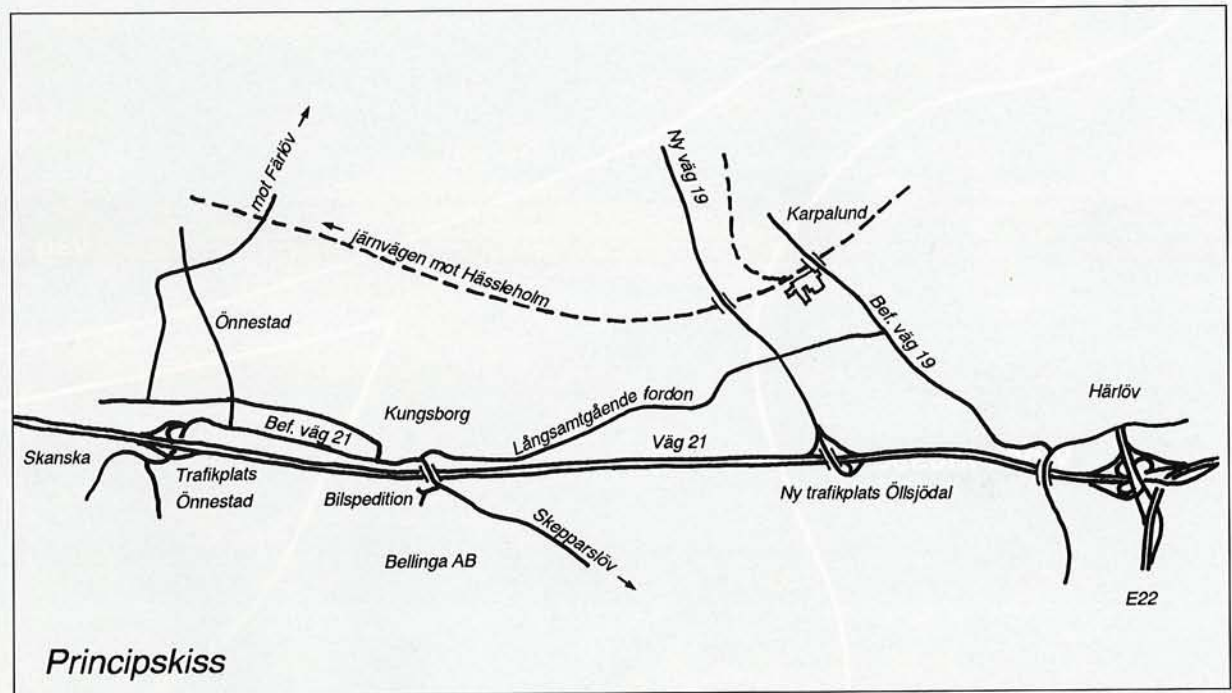 mot Färlöv
Ny väg 19
Karpalund
järnvägen mot Hässleholm
Önnestad
Bef. väg 19
Härlöv
Kungsborg
Långsamtgående fordon
Bef. väg 21
Väg 21
Skanska
Trafikplats
Önnestad
Bilspedition
Ny trafikplats Öllsjödal
Skepparslöv
Bellinga AB
E22
Principskiss